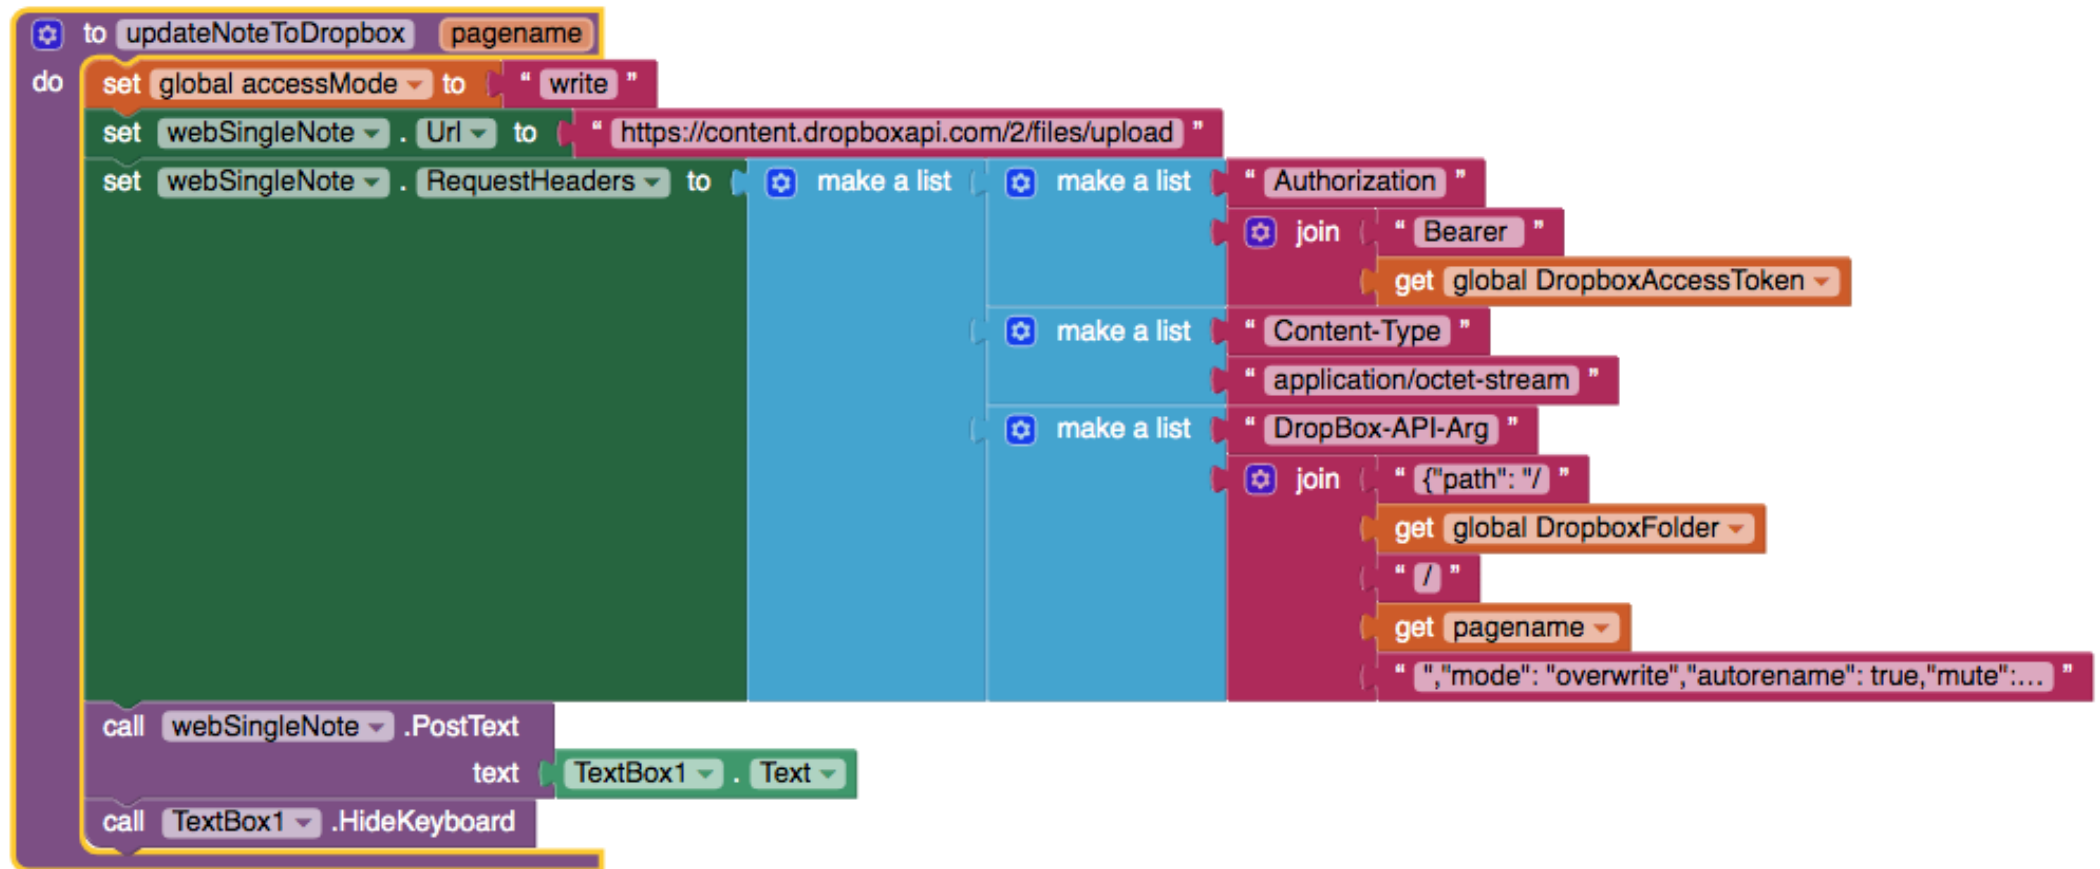 to updateNoteToDropbox pagename
do set global accessMode to “ write ”
set webSingleNote . Url to “ https://content.dropboxapi.com/2/files/upload ”
set webSingleNote . RequestHeaders to make a list make a list “ Authorization ”
join “ Bearer ”
get global DropboxAccessToken
make a list “ Content-Type ”
“ application/octet-stream ”
make a list “ DropBox-API-Arg ”
join “ {"path": "/ ”
get global DropboxFolder
“ / ”
get pagename
“ ","mode": "overwrite","autorename": true,"mute":... ”
call webSingleNote .PostText
text TextBox1 . Text
call TextBox1 .HideKeyboard